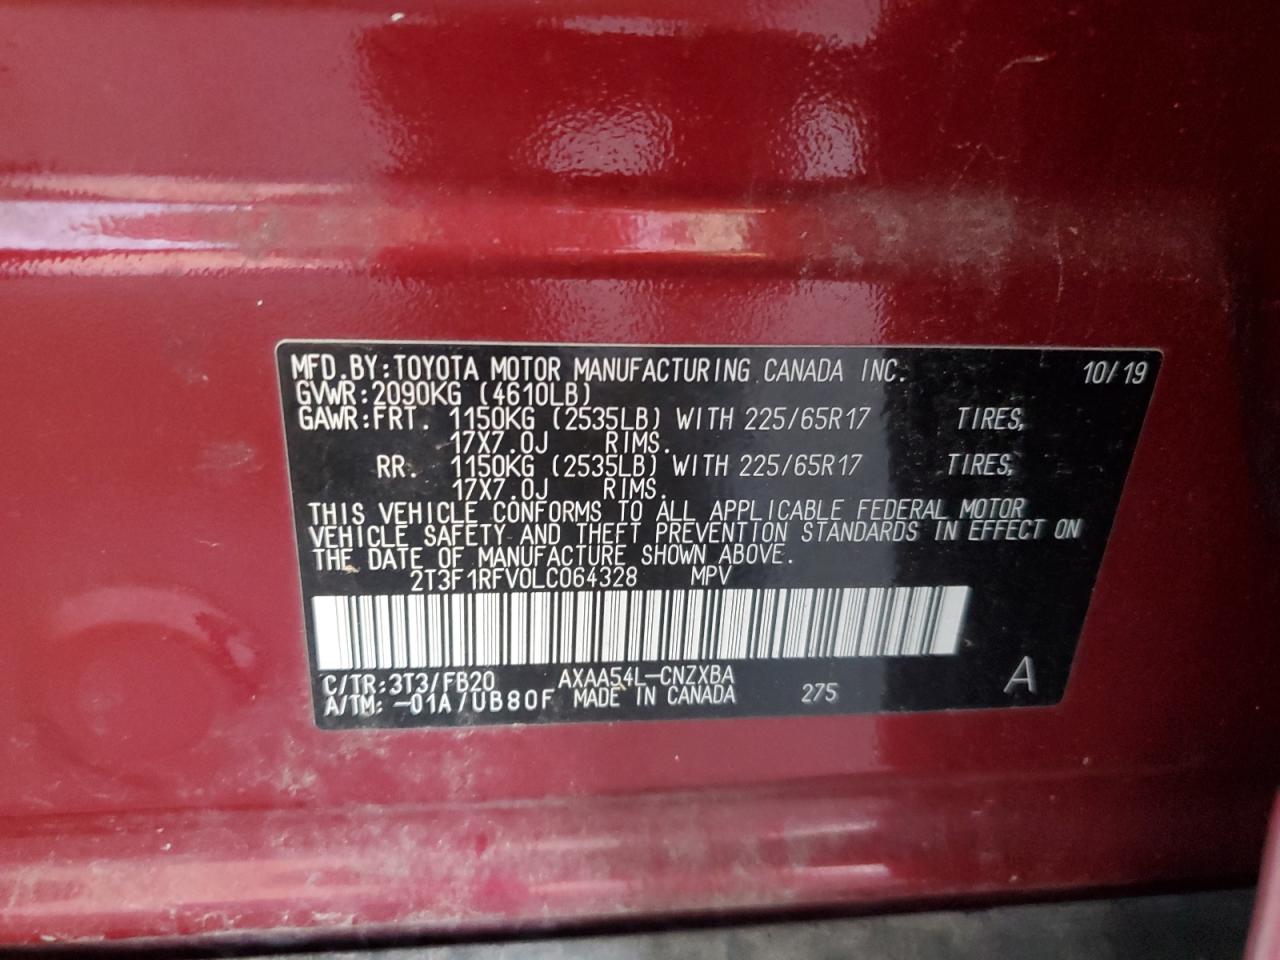 MFD.BY:TOYOTA MOTOR MANUFACTURING CANADA INC. 10/19
GVWR:2090KG (4610LB)
GAWR:FRT. 1150KG (2535LB) WITH 225/65R17 TIRES,
17X7.0J RIMS.
RR. 1150KG (2535LB) WITH 225/65R17 TIRES,
17X7.0J RIMS.
THIS VEHICLE CONFORMS TO ALL APPLICABLE FEDERAL MOTOR
VEHICLE SAFETY AND THEFT PREVENTION STANDARDS IN EFFECT ON
THE DATE OF MANUFACTURE SHOWN ABOVE.
2T3F1RFV0LC064328 MPV
C/TR:3T3/FB20 AXAA54L-CNZXBA
A/TM: -01A/UB80F MADE IN CANADA 275 A